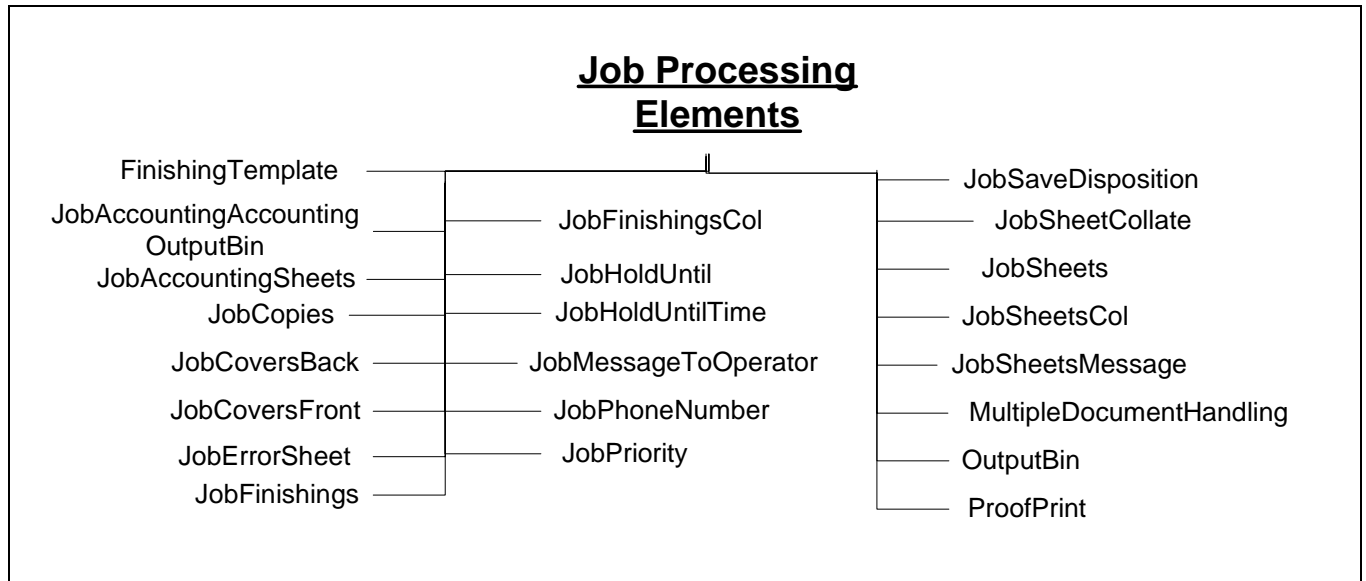 Job Processing
Elements
FinishingTemplate
JobAccountingAccounting
OutputBin
JobAccountingSheets
JobCopies
JobCoversBack
JobCoversFront
JobErrorSheet
JobFinishings
JobFinishingsCol
JobHoldUntil
JobHoldUntilTime
JobMessageToOperator
JobPhoneNumber
JobPriority
JobSaveDisposition
JobSheetCollate
JobSheets
JobSheetsCol
JobSheetsMessage
MultipleDocumentHandling
OutputBin
ProofPrint